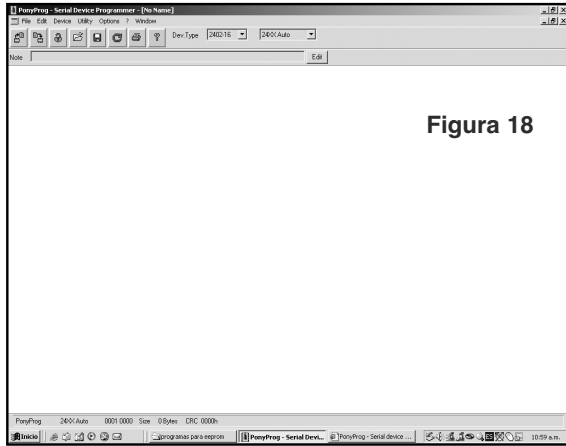 PonyProg - Serial Device Programmer - [No Name]
File Edit Device Utility Options ? Window
Dev.Type 2402-16 24XX Auto
Note Edit
Figura 18
PonyProg 24XX Auto 0001 0000 Size 0 Bytes CRC 0000h
Inicio programas para eeprom PonyProg - Serial Devi... PonyProg - Serial device ... ES 10:59 a.m.